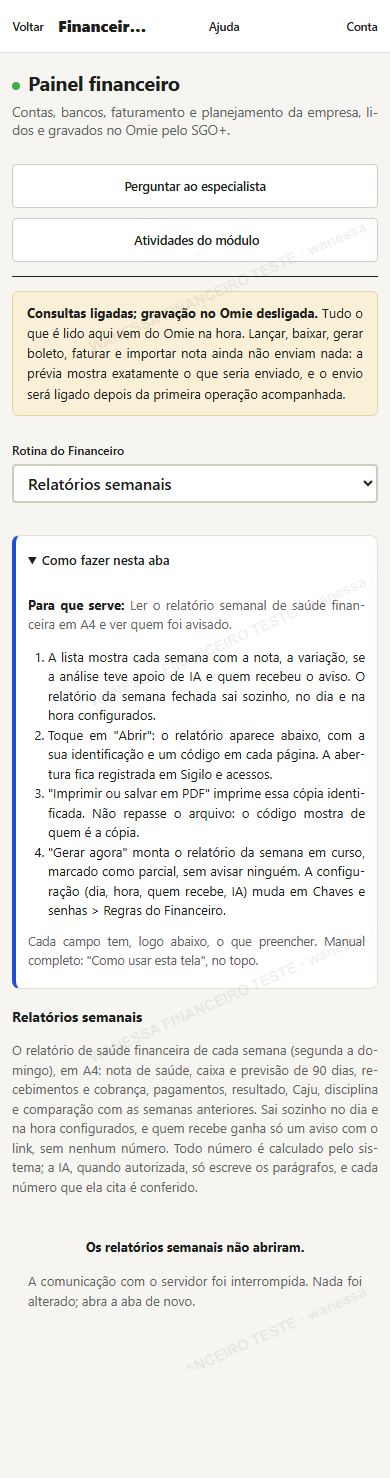 Voltar Financeir... Ajuda Conta
Painel financeiro
Contas, bancos, faturamento e planejamento da empresa, li-
dos e gravados no Omie pelo SGO+.
Perguntar ao especialista
Atividades do módulo
Consultas ligadas; gravação no Omie desligada. Tudo o
que é lido aqui vem do Omie na hora. Lançar, baixar, gerar
boleto, faturar e importar nota ainda não enviam nada: a
prévia mostra exatamente o que seria enviado, e o envio
será ligado depois da primeira operação acompanhada.
WANESSA FINANCEIRO TESTE · wanessa ·
Rotina do Financeiro
Relatórios semanais
▼ Como fazer nesta aba
Para que serve: Ler o relatório semanal de saúde finan-
ceira em A4 e ver quem foi avisado.
WANESSA FINANCEIRO TESTE · wanessa ·
1. A lista mostra cada semana com a nota, a variação, se
a análise teve apoio de IA e quem recebeu o aviso. O
relatório da semana fechada sai sozinho, no dia e na
hora configurados.
2. Toque em "Abrir": o relatório aparece abaixo, com a
sua identificação e um código em cada página. A aber-
tura fica registrada em Sigilo e acessos.
3. "Imprimir ou salvar em PDF" imprime essa cópia identi-
ficada. Não repasse o arquivo: o código mostra de
quem é a cópia.
4. "Gerar agora" monta o relatório da semana em curso,
marcado como parcial, sem avisar ninguém. A configu-
ração (dia, hora, quem recebe, IA) muda em Chaves e
senhas > Regras do Financeiro.
Cada campo tem, logo abaixo, o que preencher. Manual
completo: "Como usar esta tela", no topo.
WANESSA FINANCEIRO TESTE · wanessa ·
Relatórios semanais
O relatório de saúde financeira de cada semana (segunda a do-
mingo), em A4: nota de saúde, caixa e previsão de 90 dias, re-
cebimentos e cobrança, pagamentos, resultado, Caju, disciplina
e comparação com as semanas anteriores. Sai sozinho no dia e
na hora configurados, e quem recebe ganha só um aviso com o
link, sem nenhum número. Todo número é calculado pelo sis-
tema; a IA, quando autorizada, só escreve os parágrafos, e cada
número que ela cita é conferido.
Os relatórios semanais não abriram.
A comunicação com o servidor foi interrompida. Nada foi
alterado; abra a aba de novo.
ANCEIRO TESTE · wanessa ·